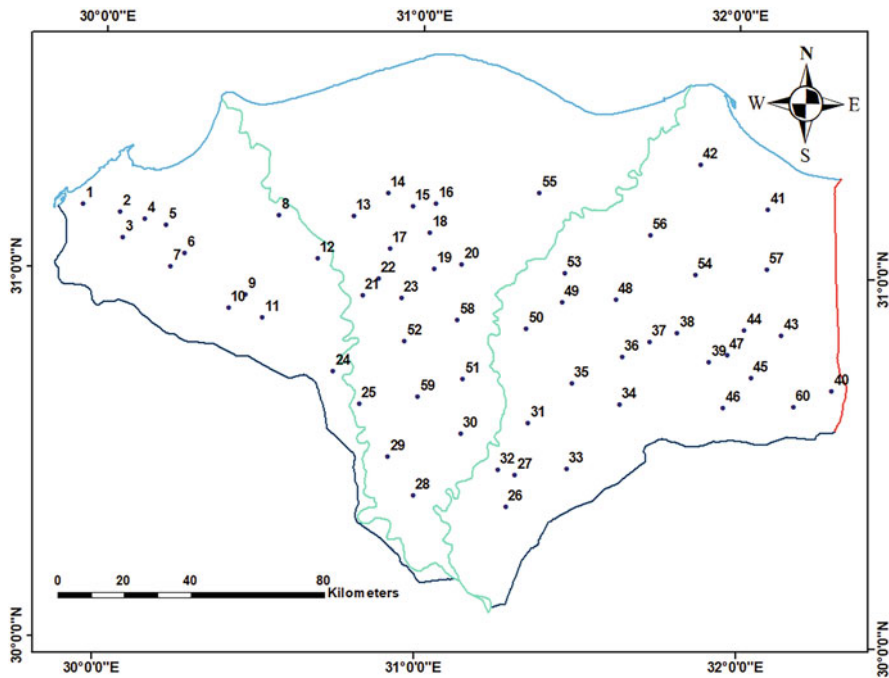 30°0'0"E 31°0'0"E 32°0'0"E
N
W E
S
42
1 14 55
2 4 15 16 41
3 5 8 13
18 56
6 17
12
7 19 20 53 54 57
31°0'0"N 31°0'0"N
22
9 21 23 49 48
10 11 58
50 38 44 43
52 37
36 47
39
24 51 35 45
25 59 34 46 60 40
31
30
29 32 27 33
28
26
0 20 40 80
Kilometers
30°0'0"N 30°0'0"N
30°0'0"E 31°0'0"E 32°0'0"E